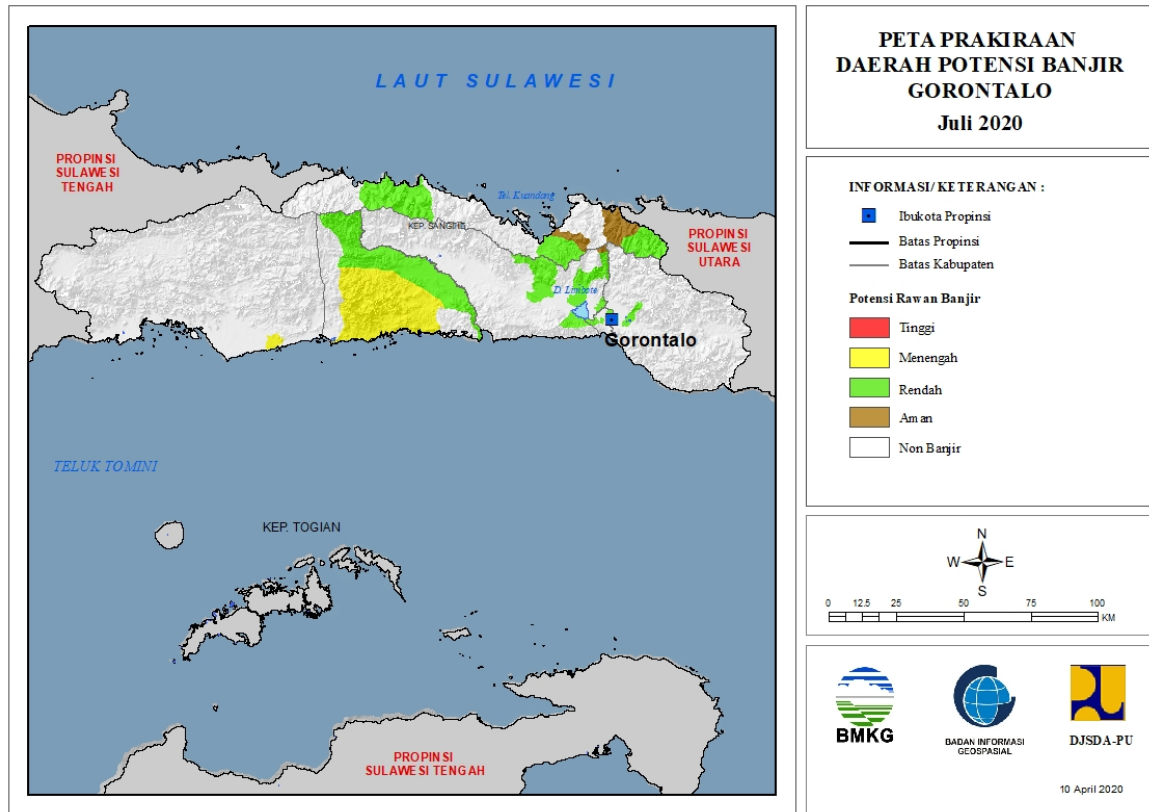 LAUT SULAWESI
PROPINSI
SULAWESI
TENGAH
Tel. Kuandang
KEP. SANGIHE
PROPINSI
SULAWESI
UTARA
D. Limboto
Gorontalo
TELUK TOMINI
KEP. TOGIAN
PROPINSI
SULAWESI TENGAH
PETA PRAKIRAAN
DAERAH POTENSI BANJIR
GORONTALO
Juli 2020
INFORMASI/ KETERANGAN :
Ibukota Propinsi
Batas Propinsi
Batas Kabupaten
Potensi Rawan Banjir
Tinggi
Menengah
Rendah
Aman
Non Banjir
N
W E
S
0 12.5 25 50 75 100
KM
BMKG
BADAN INFORMASI
GEOSPASIAL
DJSDA-PU
10 April 2020